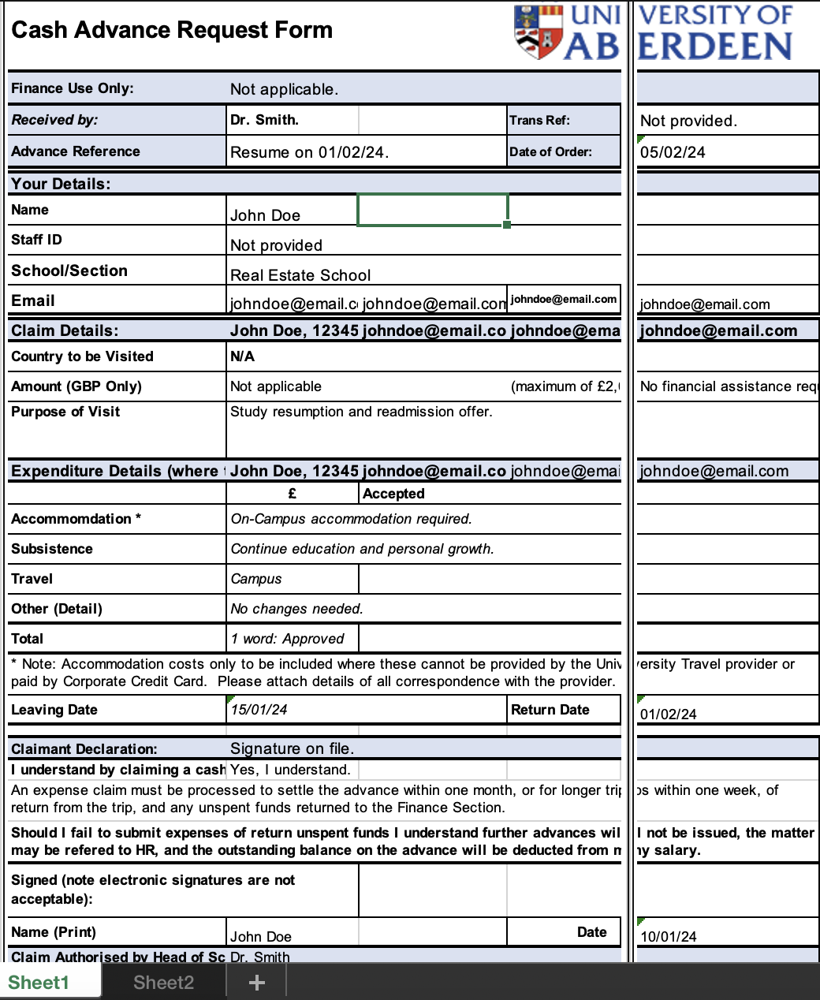 Cash Advance Request Form
UNI VERSITY OF
AB ERDEEN
Finance Use Only: Not applicable.
Received by: Dr. Smith. Trans Ref: Not provided.
Advance Reference Resume on 01/02/24. Date of Order: 05/02/24
Your Details:
Name John Doe
Staff ID Not provided
School/Section Real Estate School
Email johndoe@email.c johndoe@email.com johndoe@email.com johndoe@email.com
Claim Details: John Doe, 12345 johndoe@email.co johndoe@ema johndoe@email.com
Country to be Visited N/A
Amount (GBP Only) Not applicable (maximum of £2, No financial assistance requ
Purpose of Visit Study resumption and readmission offer.
Expenditure Details (where John Doe, 12345 johndoe@email.co johndoe@emai johndoe@email.com
£ Accepted
Accommomdation * On-Campus accommodation required.
Subsistence Continue education and personal growth.
Travel Campus
Other (Detail) No changes needed.
Total 1 word: Approved
* Note: Accommodation costs only to be included where these cannot be provided by the Univ versity Travel provider or
paid by Corporate Credit Card. Please attach details of all correspondence with the provider.
Leaving Date 15/01/24 Return Date 01/02/24
Claimant Declaration: Signature on file.
I understand by claiming a cash Yes, I understand.
An expense claim must be processed to settle the advance within one month, or for longer trip os within one week, of
return from the trip, and any unspent funds returned to the Finance Section.
Should I fail to submit expenses of return unspent funds I understand further advances wil l not be issued, the matter
may be refered to HR, and the outstanding balance on the advance will be deducted from m ny salary.
Signed (note electronic signatures are not
acceptable):
Name (Print) John Doe Date 10/01/24
Claim Authorised by Head of Sc Dr. Smith
Sheet1 Sheet2 +